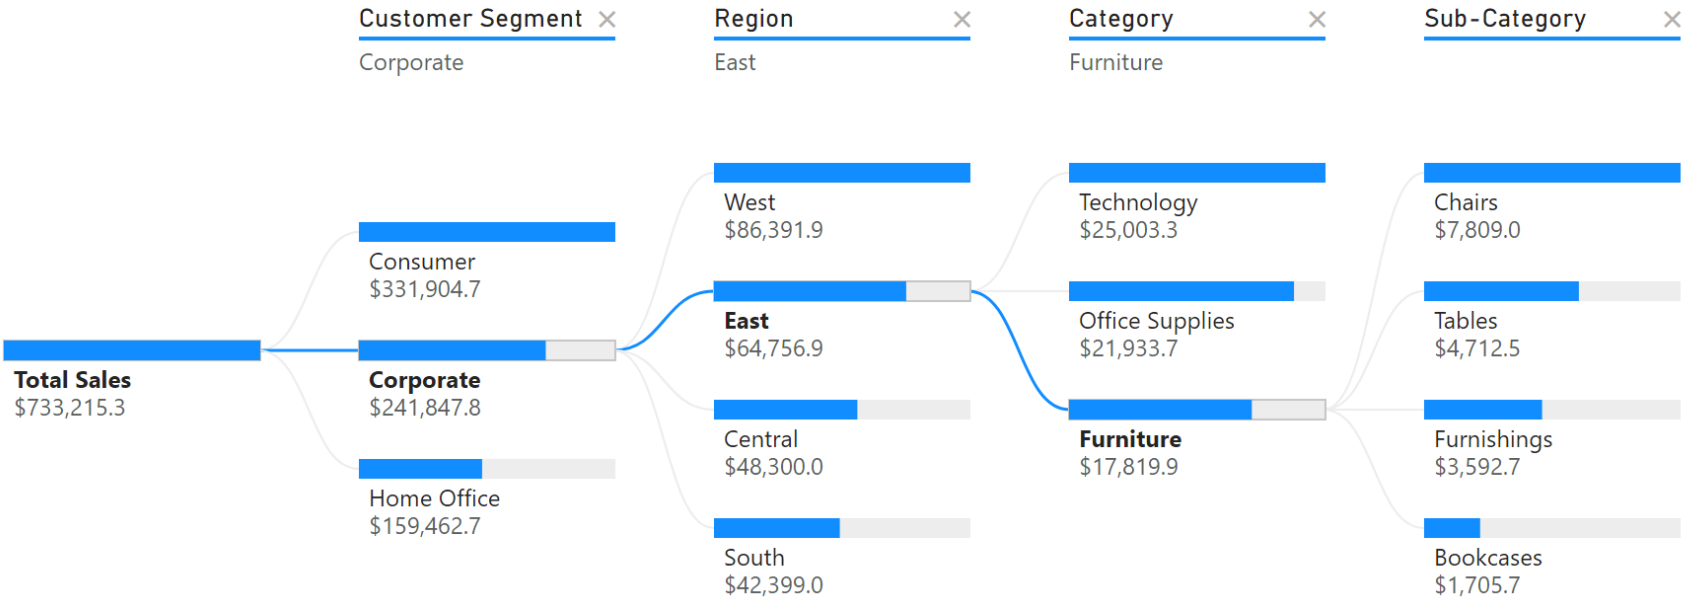 Customer Segment
Corporate
Region
East
Category
Furniture
Sub-Category
Total Sales
$733,215.3
Consumer
$331,904.7
Corporate
$241,847.8
Home Office
$159,462.7
West
$86,391.9
East
$64,756.9
Central
$48,300.0
South
$42,399.0
Technology
$25,003.3
Office Supplies
$21,933.7
Furniture
$17,819.9
Chairs
$7,809.0
Tables
$4,712.5
Furnishings
$3,592.7
Bookcases
$1,705.7